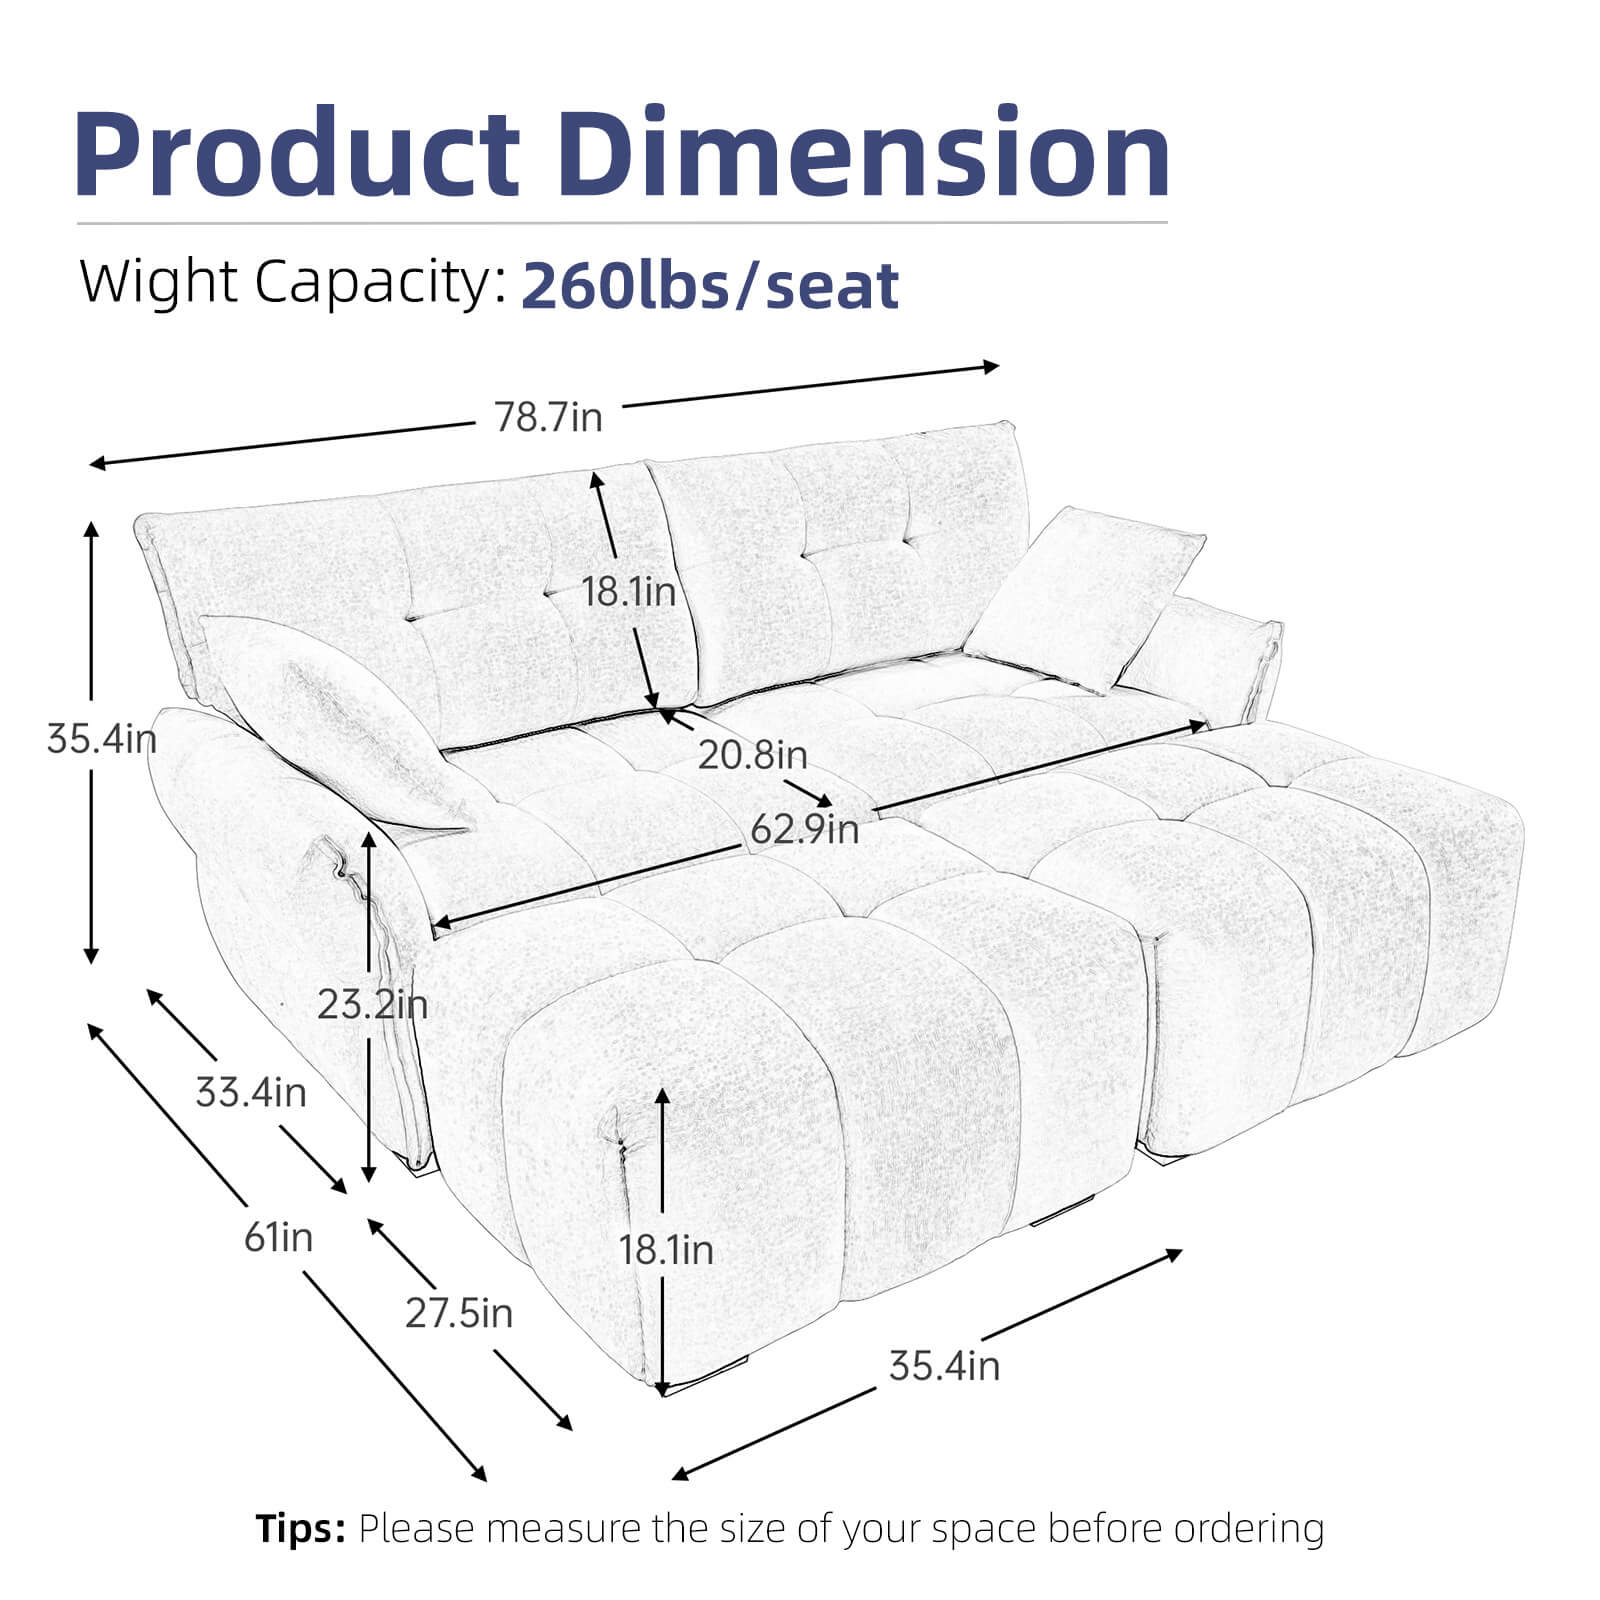 Product Dimension
Wight Capacity: 260lbs/seat
78.7in
18.1in
35.4in
20.8in
62.9in
23.2in
33.4in
61in
18.1in
27.5in
35.4in
Tips: Please measure the size of your space before ordering